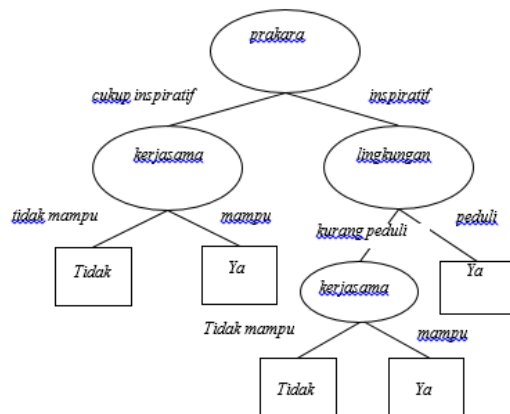 prakara
cukup inspiratif
inspiratif
kerjasama
lingkungan
tidak mampu
mampu
kurang peduli
peduli
Tidak
Ya
Ya
kerjasama
Tidak mampu
mampu
Tidak
Ya